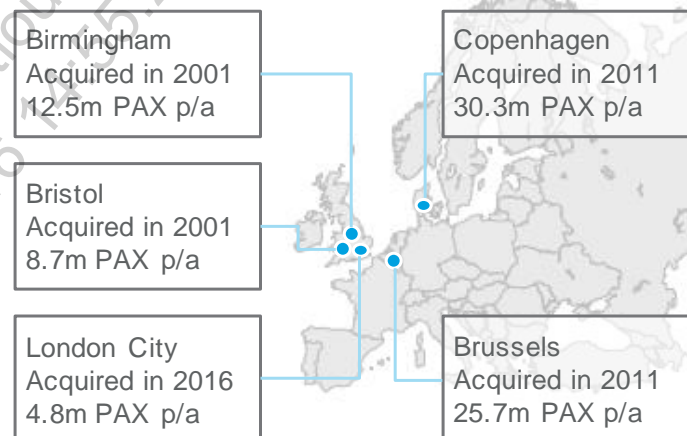 Birmingham
Acquired in 2001
12.5m PAX p/a
Bristol
Acquired in 2001
8.7m PAX p/a
London City
Acquired in 2016
4.8m PAX p/a
Copenhagen
Acquired in 2011
30.3m PAX p/a
Brussels
Acquired in 2011
25.7m PAX p/a